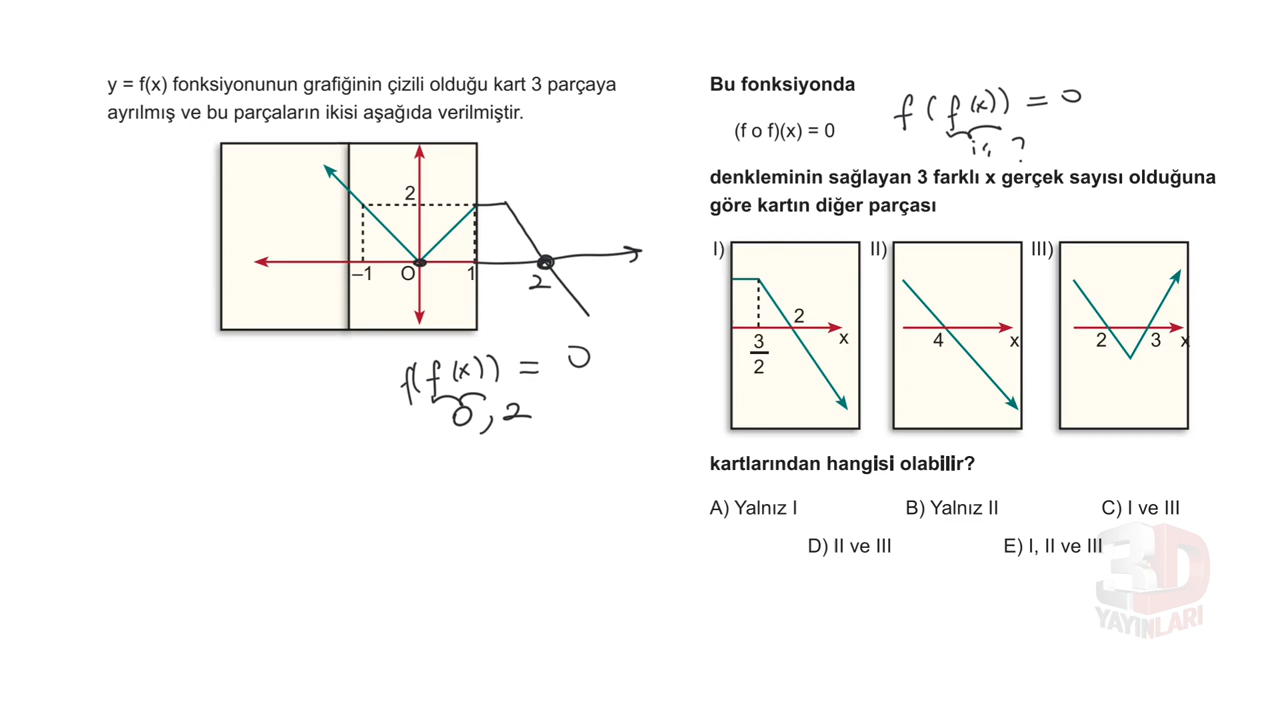 y = f(x) fonksiyonunun grafiğinin çizili olduğu kart 3 parçaya
ayrılmış ve bu parçaların ikisi aşağıda verilmiştir.
2
–1
O
1
2
f(f(x)) = 0
0, 2
Bu fonksiyonda
f(f(x)) = 0
(f o f)(x) = 0
iç ?
denkleminin sağlayan 3 farklı x gerçek sayısı olduğuna
göre kartın diğer parçası
I)
2
x
3
2
II)
4
x
III)
2
3
x
kartlarından hangisi olabilir?
A) Yalnız I
B) Yalnız II
C) I ve III
D) II ve III
E) I, II ve III
3D
YAYINLARI